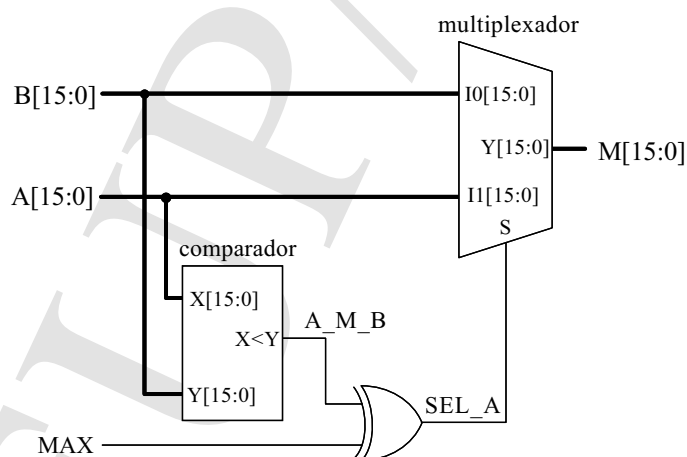 multiplexador
B[15:0]
I0[15:0]
Y[15:0]
M[15:0]
A[15:0]
I1[15:0]
S
comparador
X[15:0]
X<Y
A_M_B
Y[15:0]
SEL_A
MAX